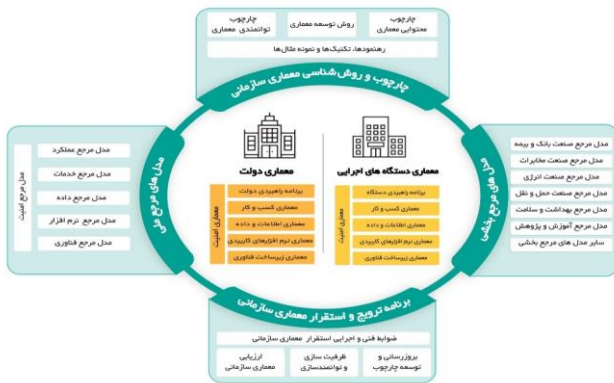 چارچوب
محتوایی معماری
روش توسعه معماری
چارچوب
توانمندی معماری
رهنمودها، تکنیک‌ها و نمونه مثال‌ها
چارچوب و روش شناسی معماری سازمانی
مدل های مرجع بخشی
مدل مرجع صنعت بانک و بیمه
مدل مرجع صنعت مخابرات
مدل مرجع صنعت انرژی
مدل مرجع صنعت حمل و نقل
مدل مرجع بهداشت و سلامت
مدل مرجع آموزش و پژوهش
سایر مدل های مرجع بخشی
معماری دستگاه های اجرایی
برنامه راهبردی دستگاه
معماری کسب و کار
معماری اطلاعات و داده
معماری نرم افزارهای کاربردی
معماری زیرساخت فناوری
معماری امنیت
معماری دولت
برنامه راهبردی دولت
معماری کسب و کار
معماری اطلاعات و داده
معماری نرم افزارهای کاربردی
معماری زیرساخت فناوری
معماری امنیت
مدل های مرجع ملی
مدل مرجع عملکرد
مدل مرجع خدمات
مدل مرجع داده
مدل مرجع نرم افزار
مدل مرجع فناوری
مدل مرجع امنیت
برنامه ترویج و استقرار معماری سازمانی
ضوابط فنی و اجرایی استقرار معماری سازمانی
بروزرسانی و
توسعه چارچوب
ظرفیت سازی
و توانمندسازی
ارزیابی
معماری سازمانی